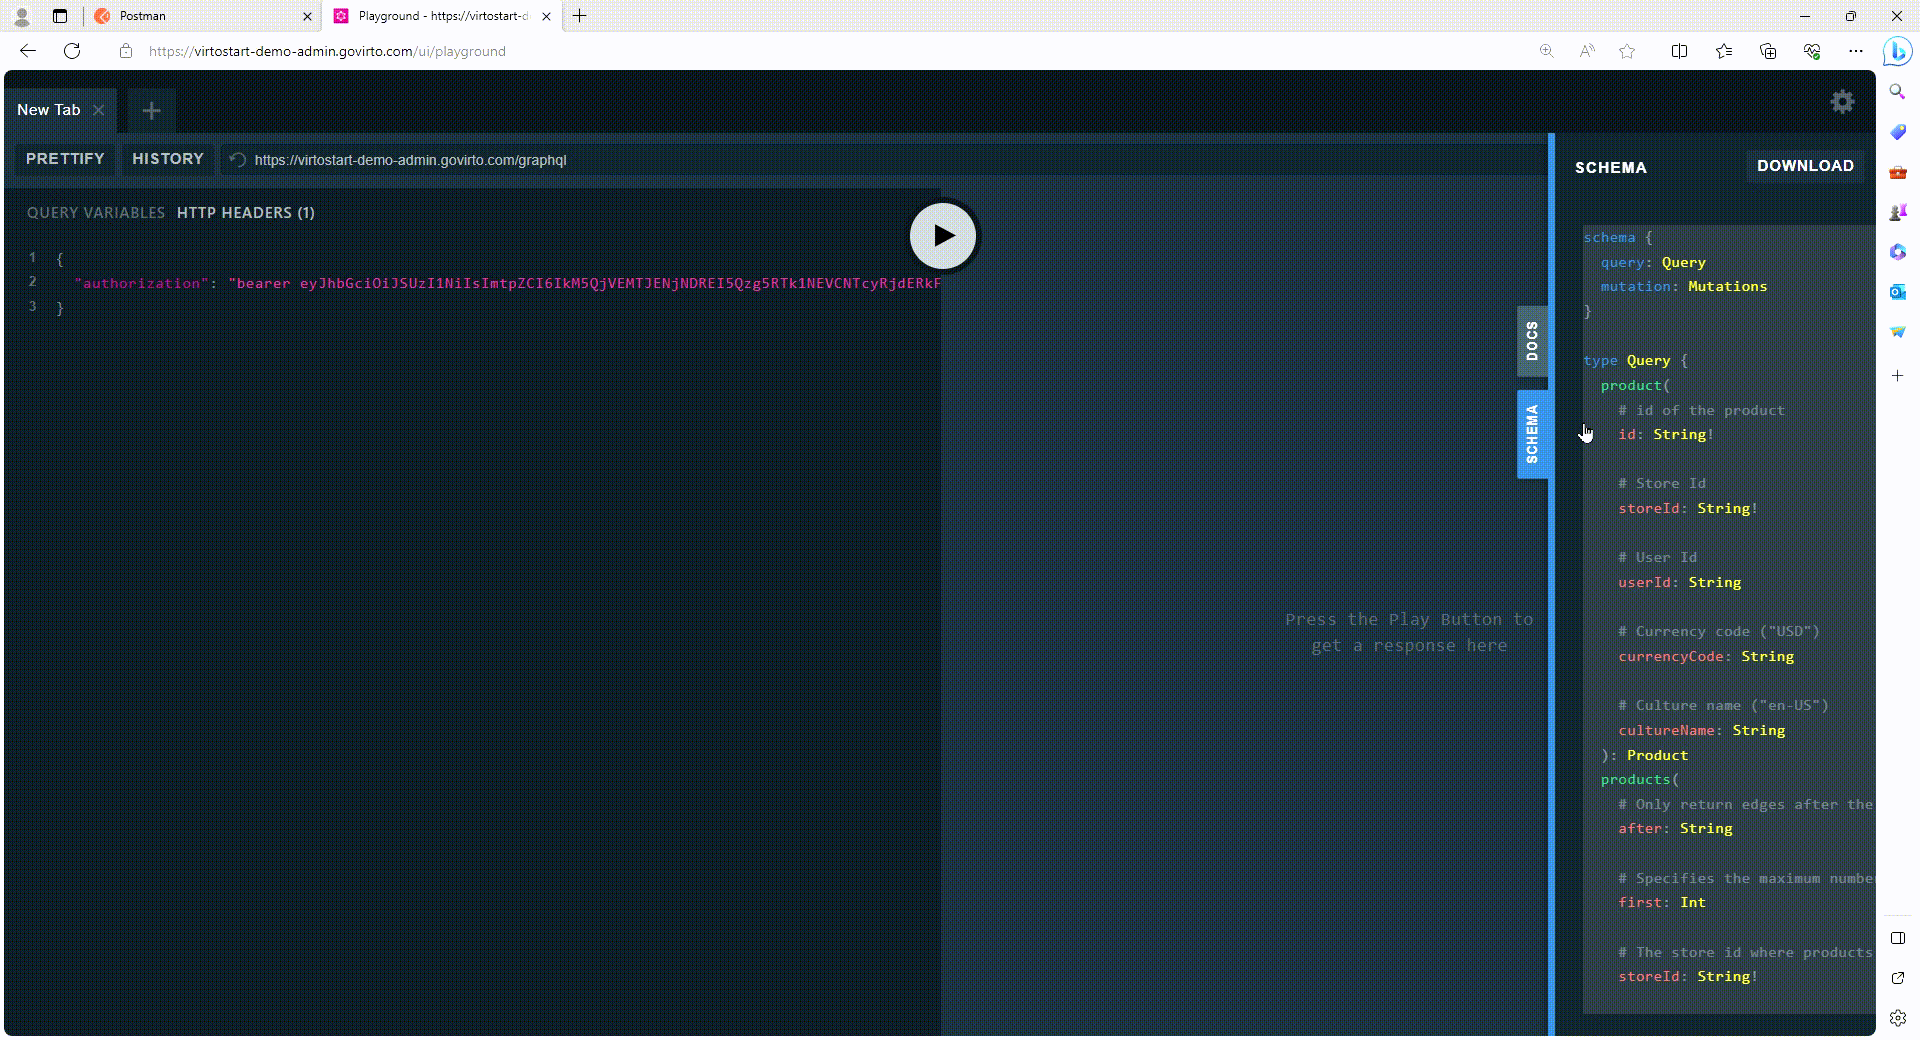 Postman
Playground - https://virtostart-d
https://virtostart-demo-admin.govirto.com/ui/playground
New Tab
PRETTIFY
HISTORY
https://virtostart-demo-admin.govirto.com/graphql
QUERY VARIABLES
HTTP HEADERS (1)
1 {
2 "authorization": "bearer eyJhbGciOiJSUzI1NiIsImtpZCI6IkM5QjVEMTJENjNDREI5Qzg5RTk1NEVCNTcyRjdERkF
3 }
Press the Play Button to
get a response here
DOCS
SCHEMA
SCHEMA
DOWNLOAD
schema {
query: Query
mutation: Mutations
}
type Query {
product(
# id of the product
id: String!
# Store Id
storeId: String!
# User Id
userId: String
# Currency code ("USD")
currencyCode: String
# Culture name ("en-US")
cultureName: String
): Product
products(
# Only return edges after the
after: String
# Specifies the maximum numbe
first: Int
# The store id where products
storeId: String!